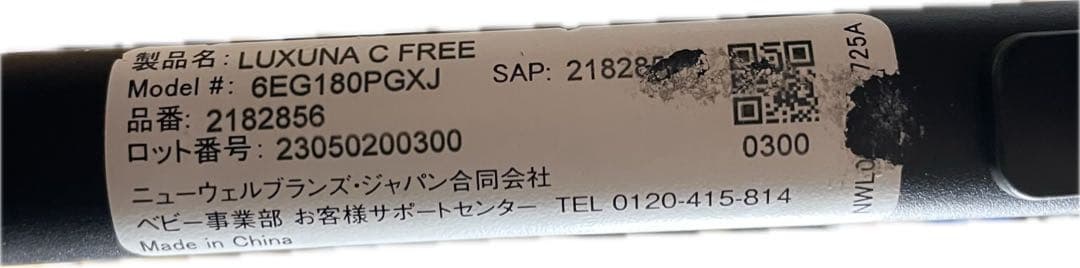 製品名: LUXUNA C FREE
Model #: 6EG180PGXJ
SAP:
品番: 2182856
ロット番号: 23050200300
0300
ニューウェルブランズ・ジャパン合同会社
ベビー事業部 お客様サポートセンター TEL 0120-415-814
Made in China